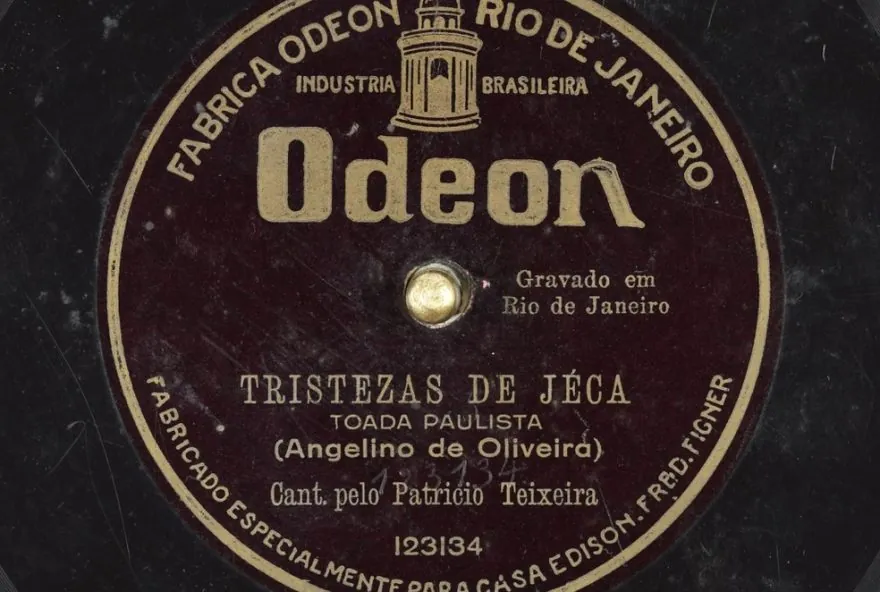 FABRICA ODEON RIO DE JANEIRO
INDUSTRIA BRASILEIRA
Odeon
Gravado em
Rio de Janeiro
TRISTEZAS DE JÉCA
TOADA PAULISTA
(Angelino de Oliveira)
123134
Cant. pelo Patricio Teixeira
123134
FABRICADO ESPECIALMENTE PARA CASA EDISON. FRED. FIGNER